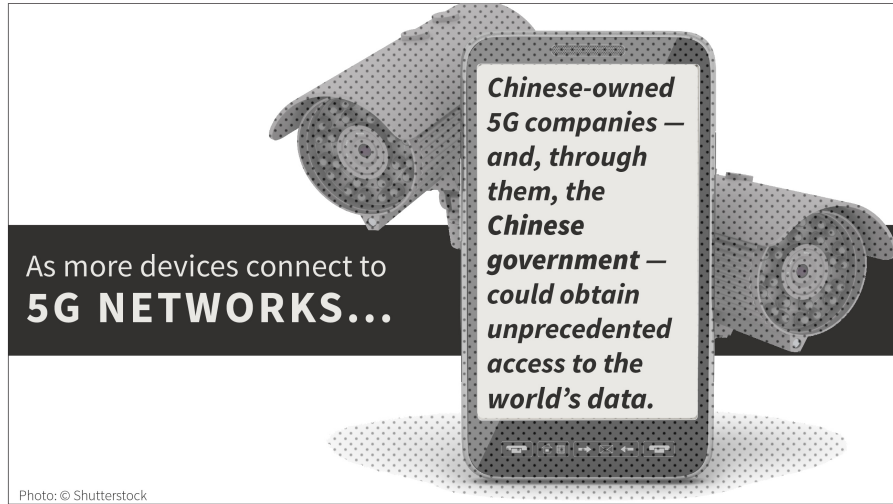 As more devices connect to
5G NETWORKS...
Chinese-owned
5G companies —
and, through
them, the
Chinese
government —
could obtain
unprecedented
access to the
world’s data.
Photo: © Shutterstock